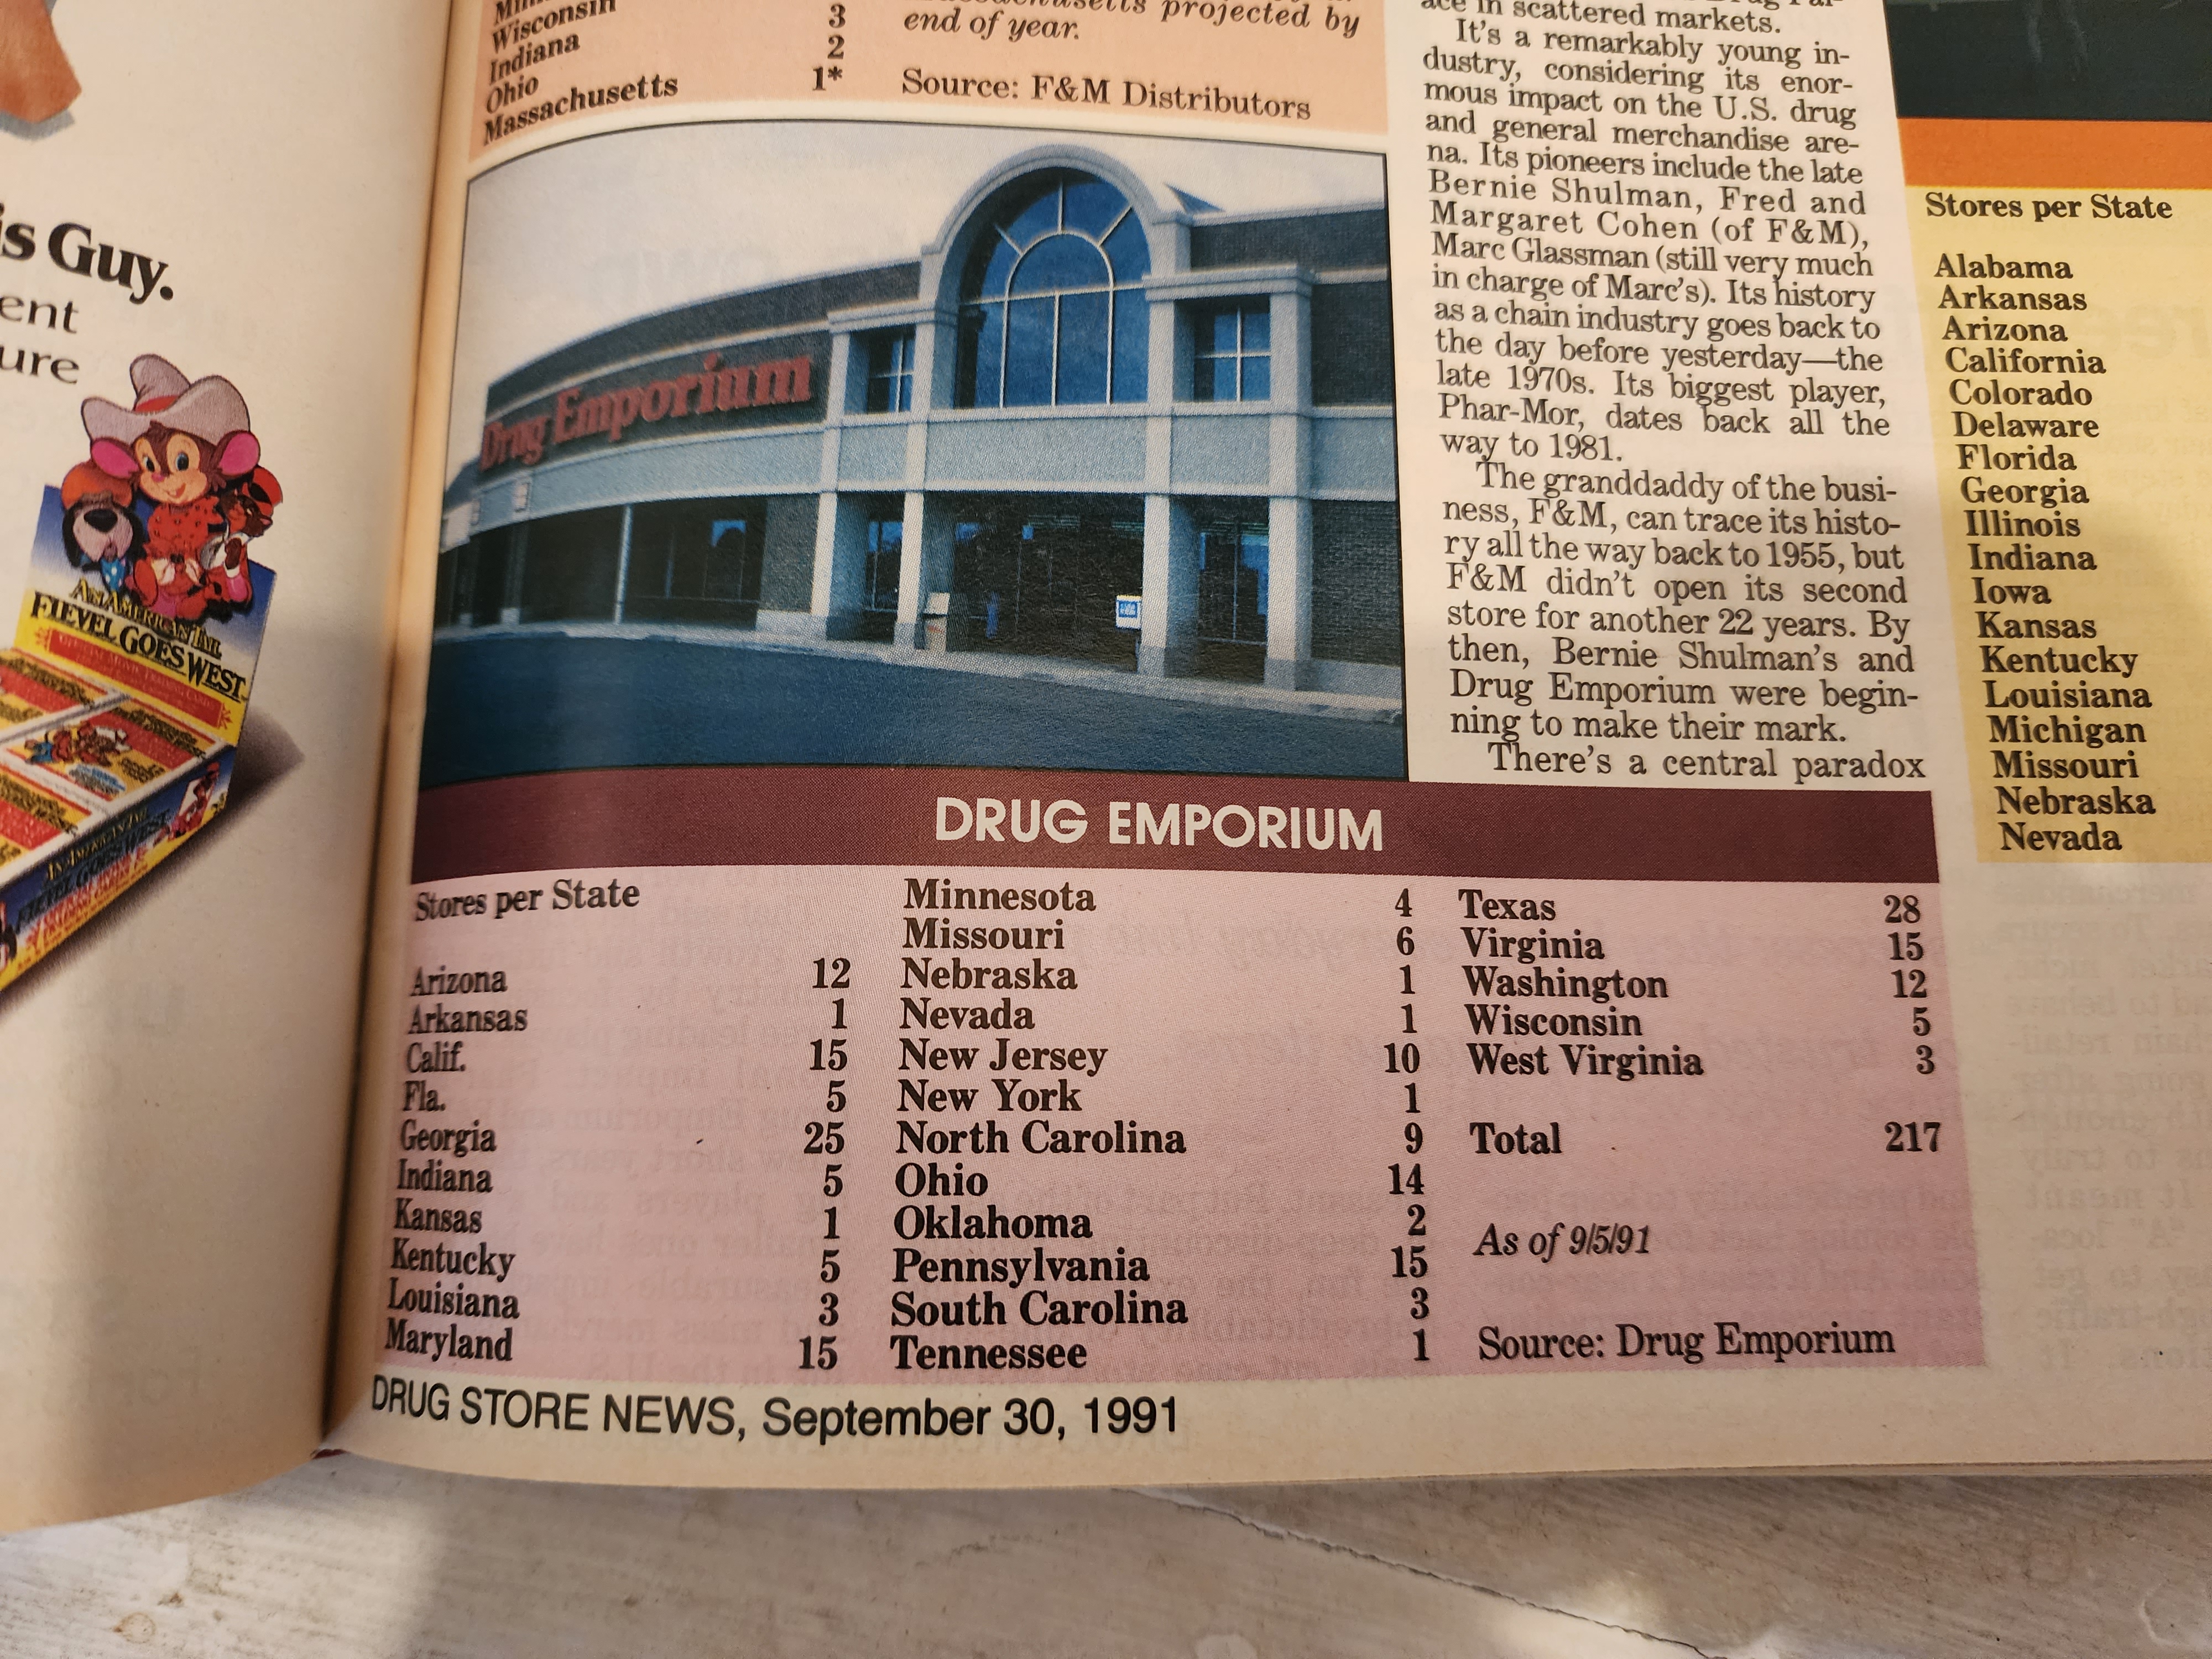 is Guy.
ent
ure
AN AMERICAN TAIL
FIEVEL GOES WEST
Wisconsin
Indiana
Ohio
Massachusetts
3
2
1*
projected by
end of year.
Source: F&M Distributors
Drug Emporium
ace in scattered markets.
It's a remarkably young in-
dustry, considering its enor-
mous impact on the U.S. drug
and general merchandise are-
na. Its pioneers include the late
Bernie Shulman, Fred and
Margaret Cohen (of F&M),
Marc Glassman (still very much
in charge of Marc's). Its history
as a chain industry goes back to
the day before yesterday—the
late 1970s. Its biggest player,
Phar-Mor, dates back all the
way to 1981.
The granddaddy of the busi-
ness, F&M, can trace its histo-
ry all the way back to 1955, but
F&M didn't open its second
store for another 22 years. By
then, Bernie Shulman's and
Drug Emporium were begin-
ning to make their mark.
There's a central paradox
Stores per State
Alabama
Arkansas
Arizona
California
Colorado
Delaware
Florida
Georgia
Illinois
Indiana
Iowa
Kansas
Kentucky
Louisiana
Michigan
Missouri
Nebraska
Nevada
DRUG EMPORIUM
Stores per State
Arizona 12
Arkansas 1
Calif. 15
Fla. 5
Georgia 25
Indiana 5
Kansas 1
Kentucky 5
Louisiana 3
Maryland 15
Minnesota 4
Missouri 6
Nebraska 1
Nevada 1
New Jersey 10
New York 1
North Carolina 9
Ohio 14
Oklahoma 2
Pennsylvania 15
South Carolina 3
Tennessee 1
Texas 28
Virginia 15
Washington 12
Wisconsin 5
West Virginia 3
Total 217
As of 9/5/91
Source: Drug Emporium
DRUG STORE NEWS, September 30, 1991